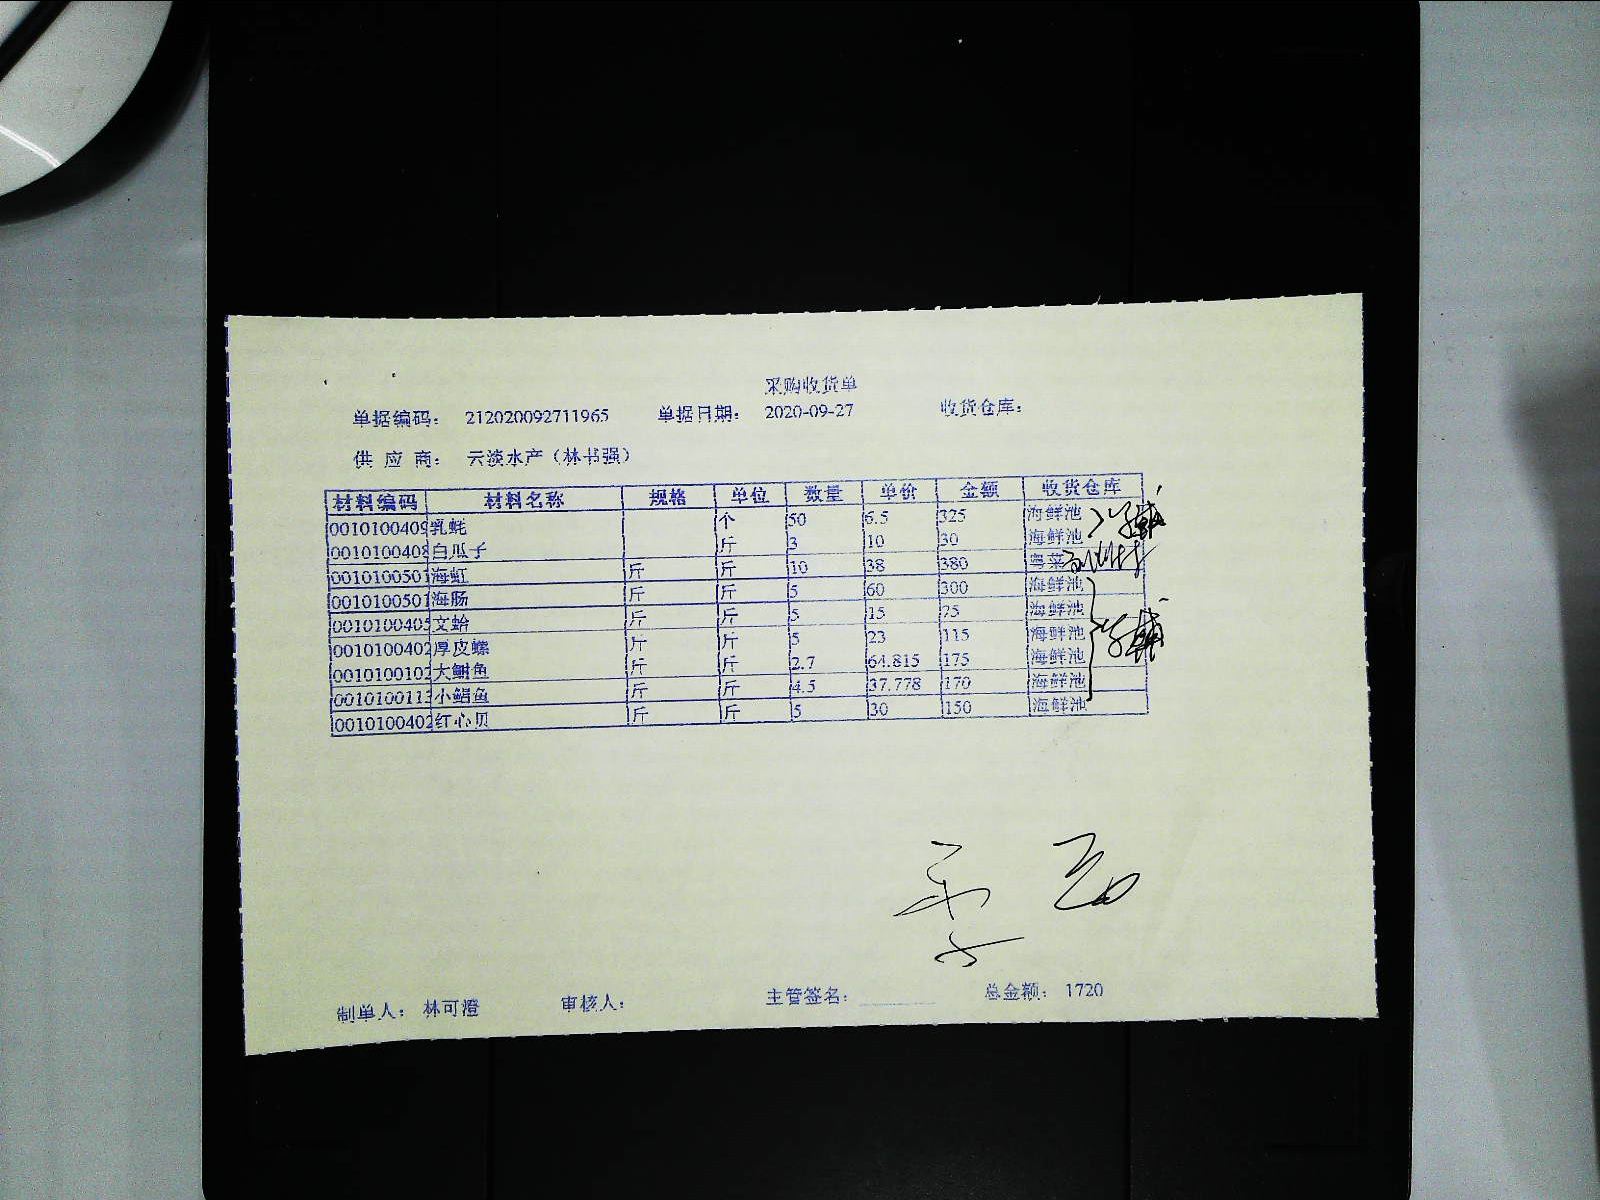 采购收货单
单据编码： 212020092711965 单据日期： 2020-09-27 收货仓库：
供 应 商： 云淡水产（林书强）
材料编码 材料名称 规格 单位 数量 单价 金额 收货仓库
0010100409 乳蚝 个 50 6.5 325 海鲜池
0010100408 白瓜子 斤 3 10 30 海鲜池
0010100501 海虹 斤 斤 10 38 380 粤菜
0010100501 海肠 斤 斤 5 60 300 海鲜池
0010100405 文蛤 斤 斤 5 15 75 海鲜池
0010100402 厚皮螺 斤 斤 5 23 115 海鲜池
0010100102 大鲷鱼 斤 斤 2.7 64.815 175 海鲜池
0010100113 小鲳鱼 斤 斤 4.5 37.778 170 海鲜池
0010100402 红心贝 斤 斤 5 30 150 海鲜池
制单人： 林可澄 审核人： 主管签名： 总金额： 1720